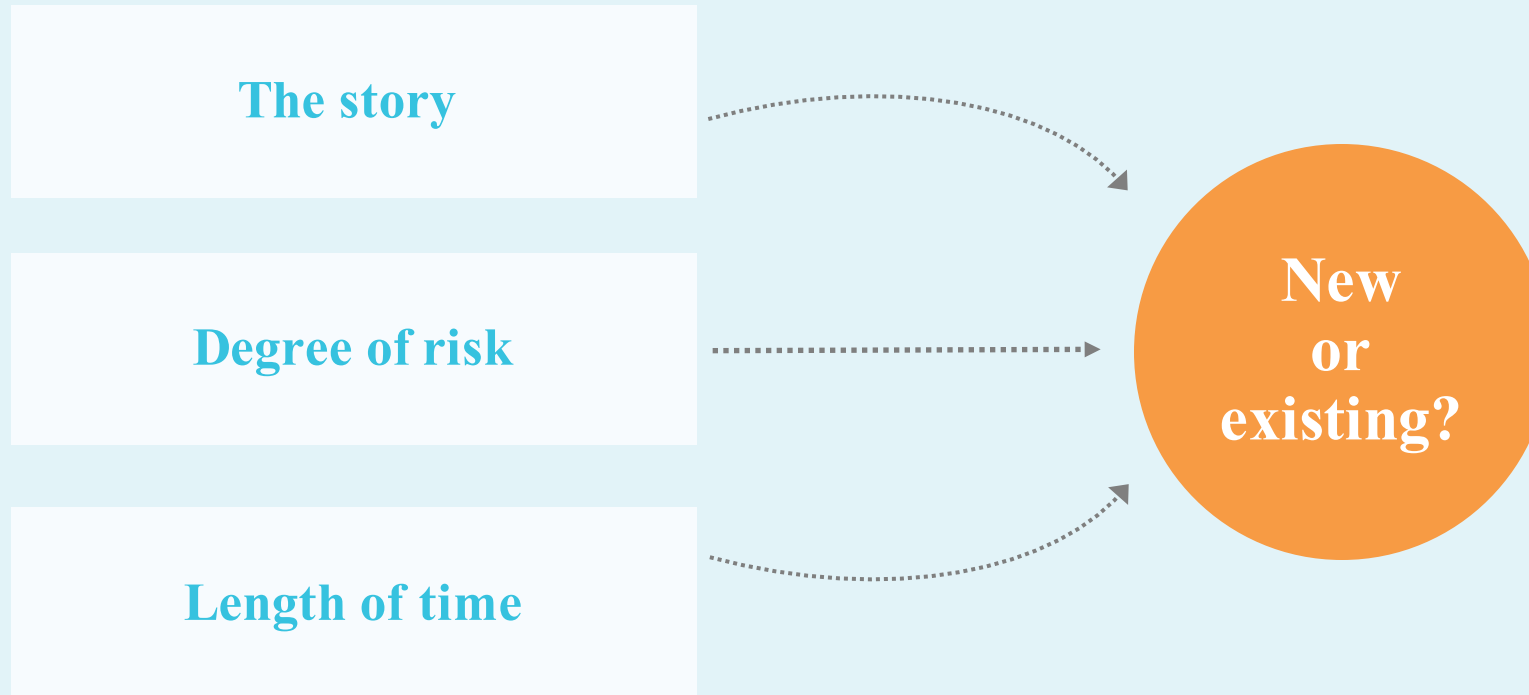 The story
Degree of risk
Length of time
New
or
existing?